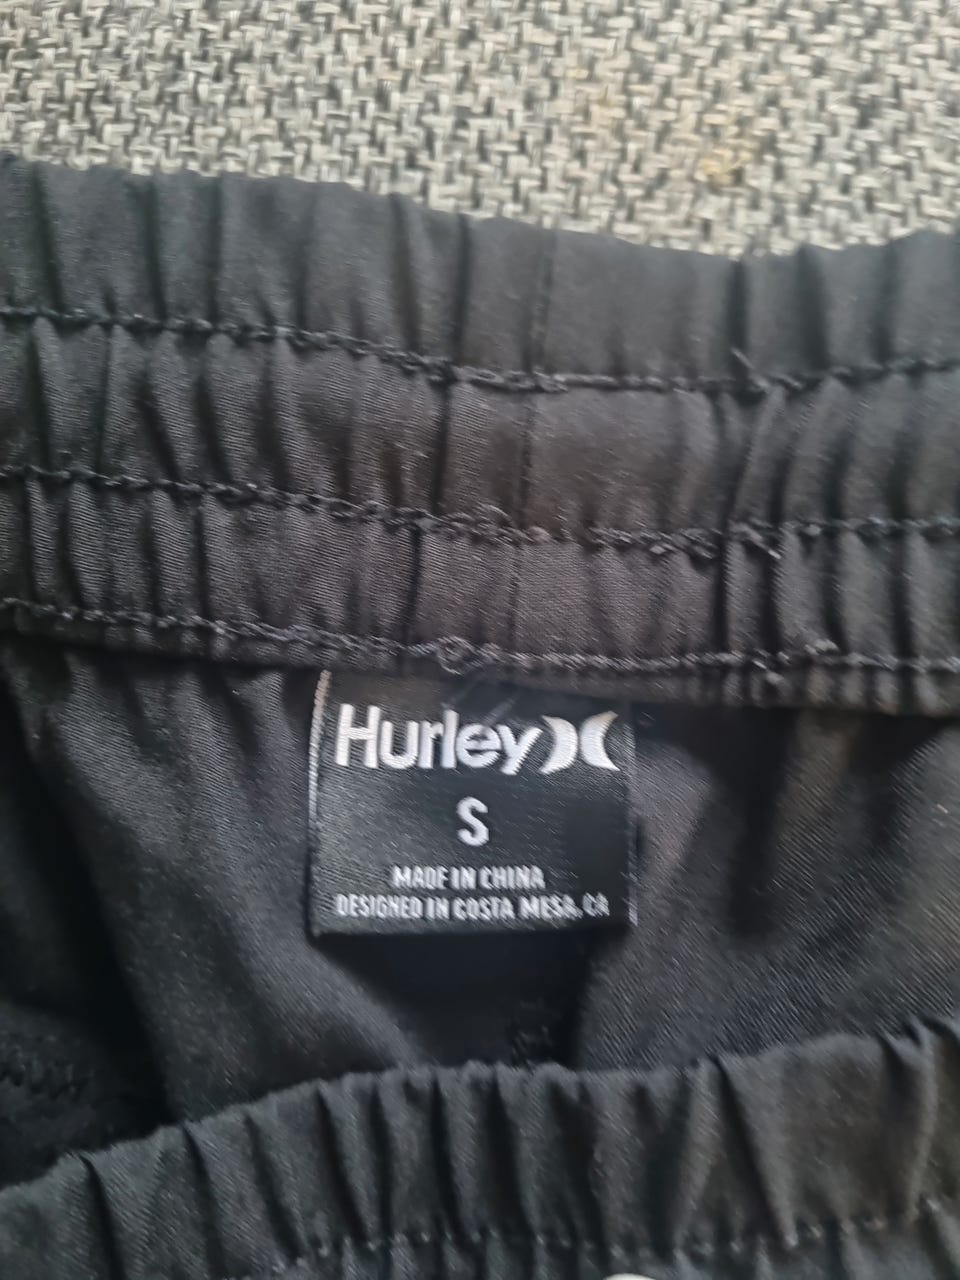 Hurley
S
MADE IN CHINA
DESIGNED IN COSTA MESA, CA